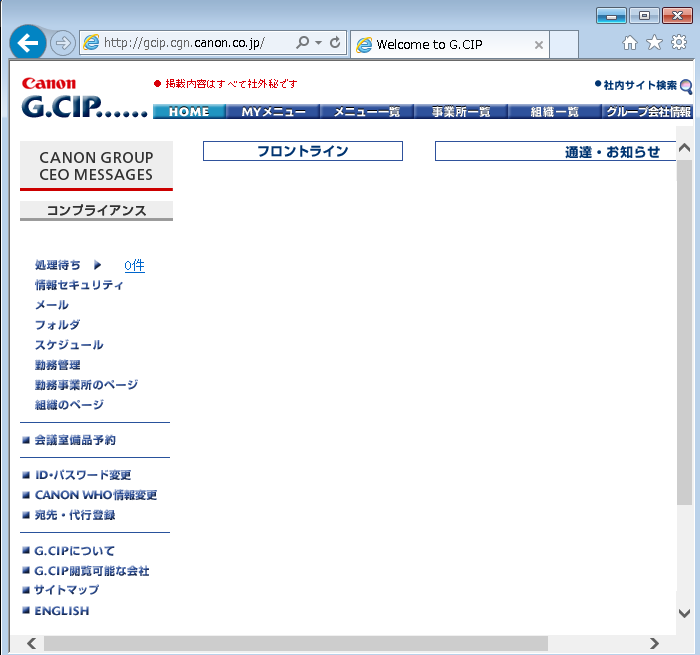 http://gcip.cgn.canon.co.jp/
Welcome to G.CIP
Canon
● 掲載内容はすべて社外秘です
●社内サイト検索
G.CIP......
HOME MYメニュー メニュー一覧 事業所一覧 組織一覧 グループ会社情報
CANON GROUP
CEO MESSAGES
フロントライン
通達・お知らせ
コンプライアンス
処理待ち ▶ 0件
情報セキュリティ
メール
フォルダ
スケジュール
勤務管理
勤務事業所のページ
組織のページ
■ 会議室備品予約
■ ID・パスワード変更
■ CANON WHO情報変更
■ 宛先・代行登録
■ G.CIPについて
■ G.CIP閲覧可能な会社
■ サイトマップ
■ ENGLISH